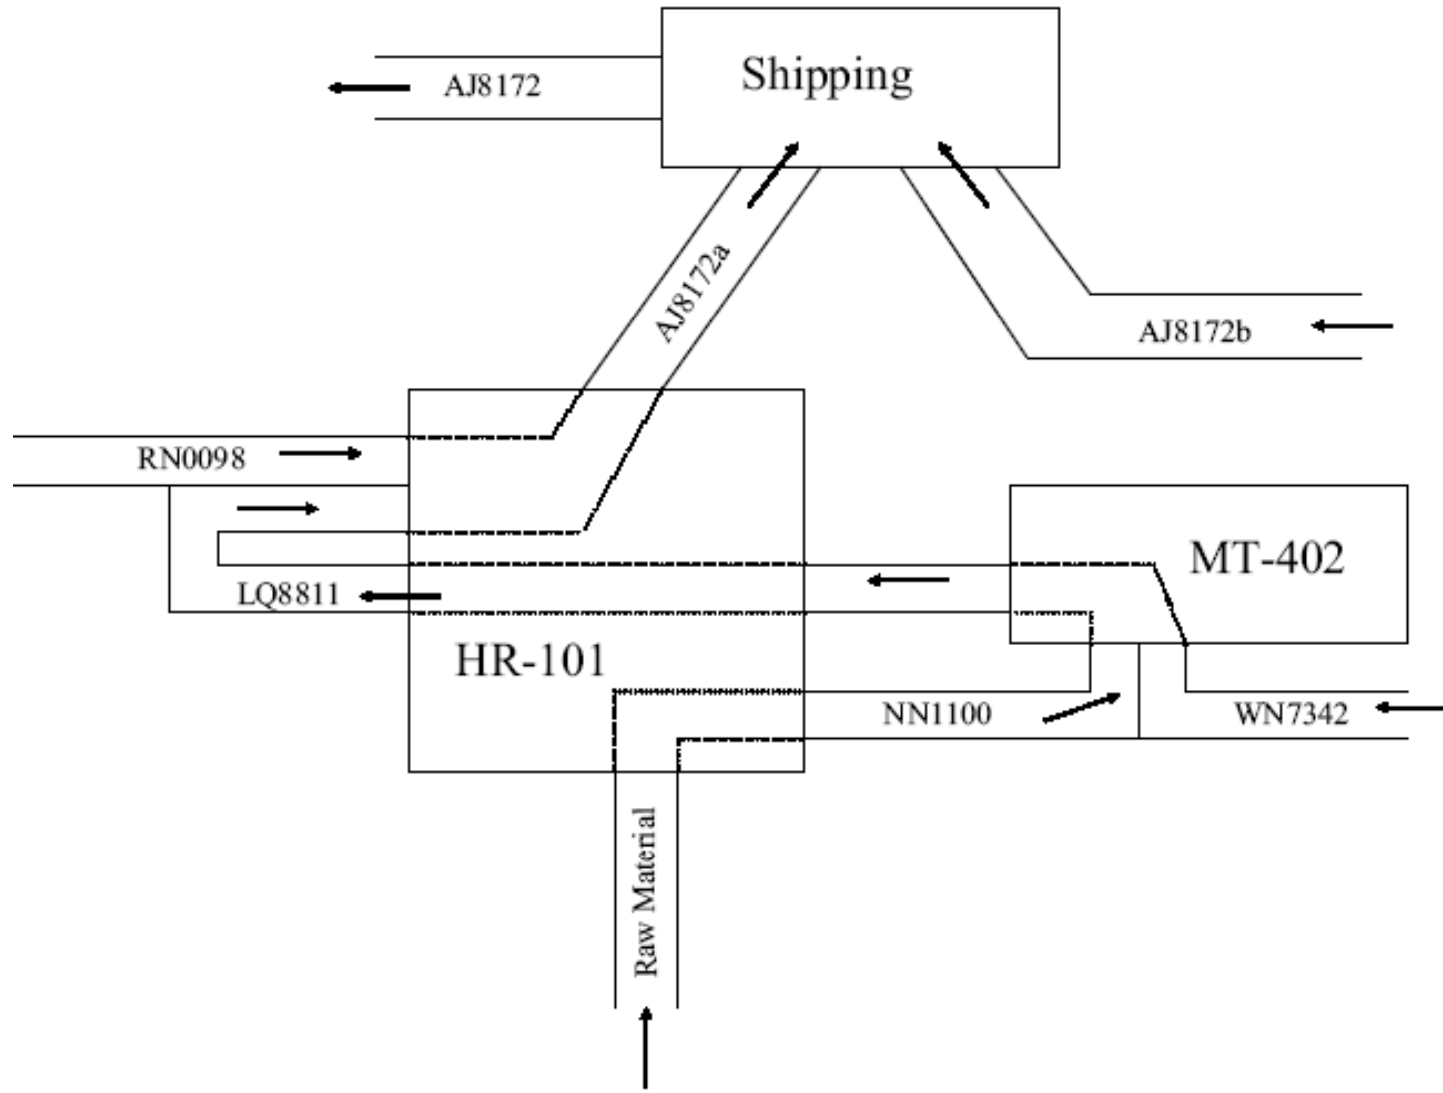 Shipping
AJ8172
AJ8172a
AJ8172b
RN0098
MT-402
LQ8811
HR-101
NN1100
WN7342
Raw Material